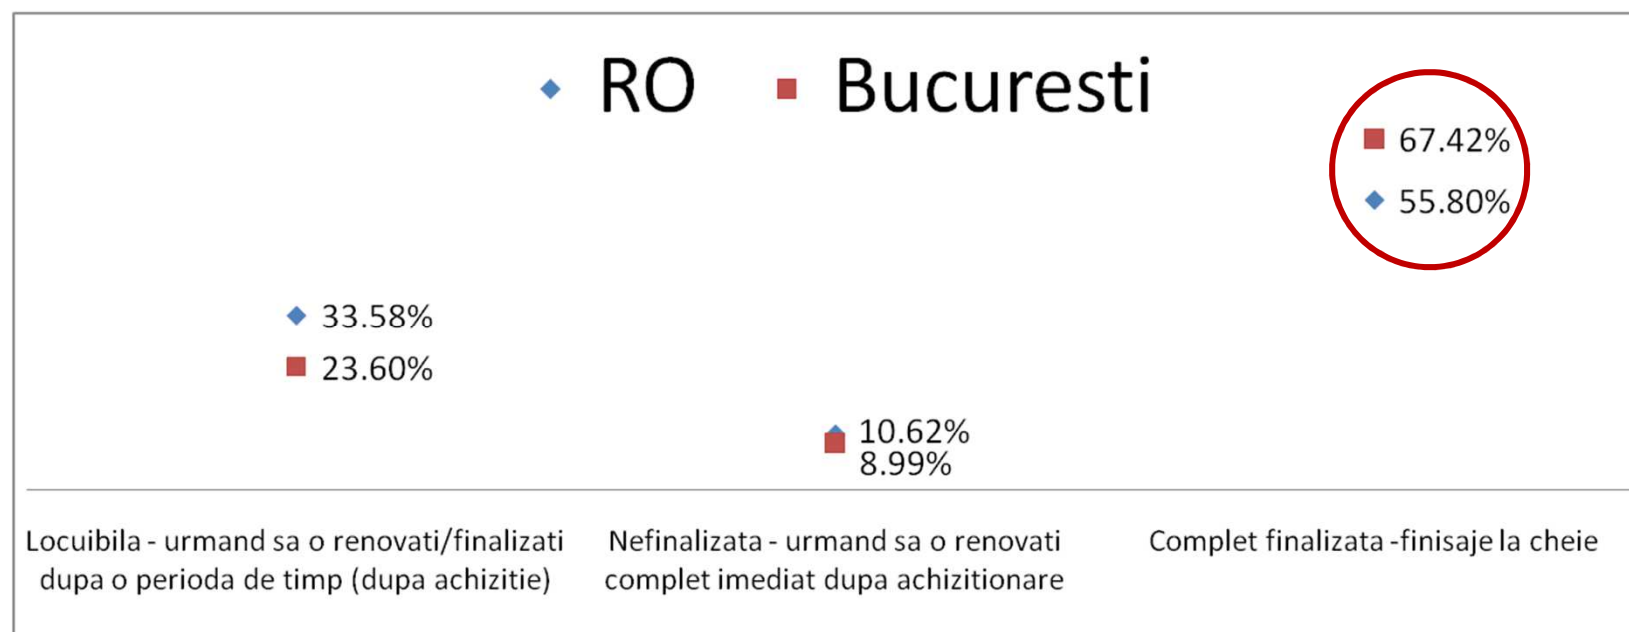 RO Bucuresti
67.42%
55.80%
33.58%
23.60%
10.62%
8.99%
Locuibila - urmand sa o renovati/finalizati
dupa o perioda de timp (dupa achizitie)
Nefinalizata - urmand sa o renovati
complet imediat dupa achizitionare
Complet finalizata -finisaje la cheie